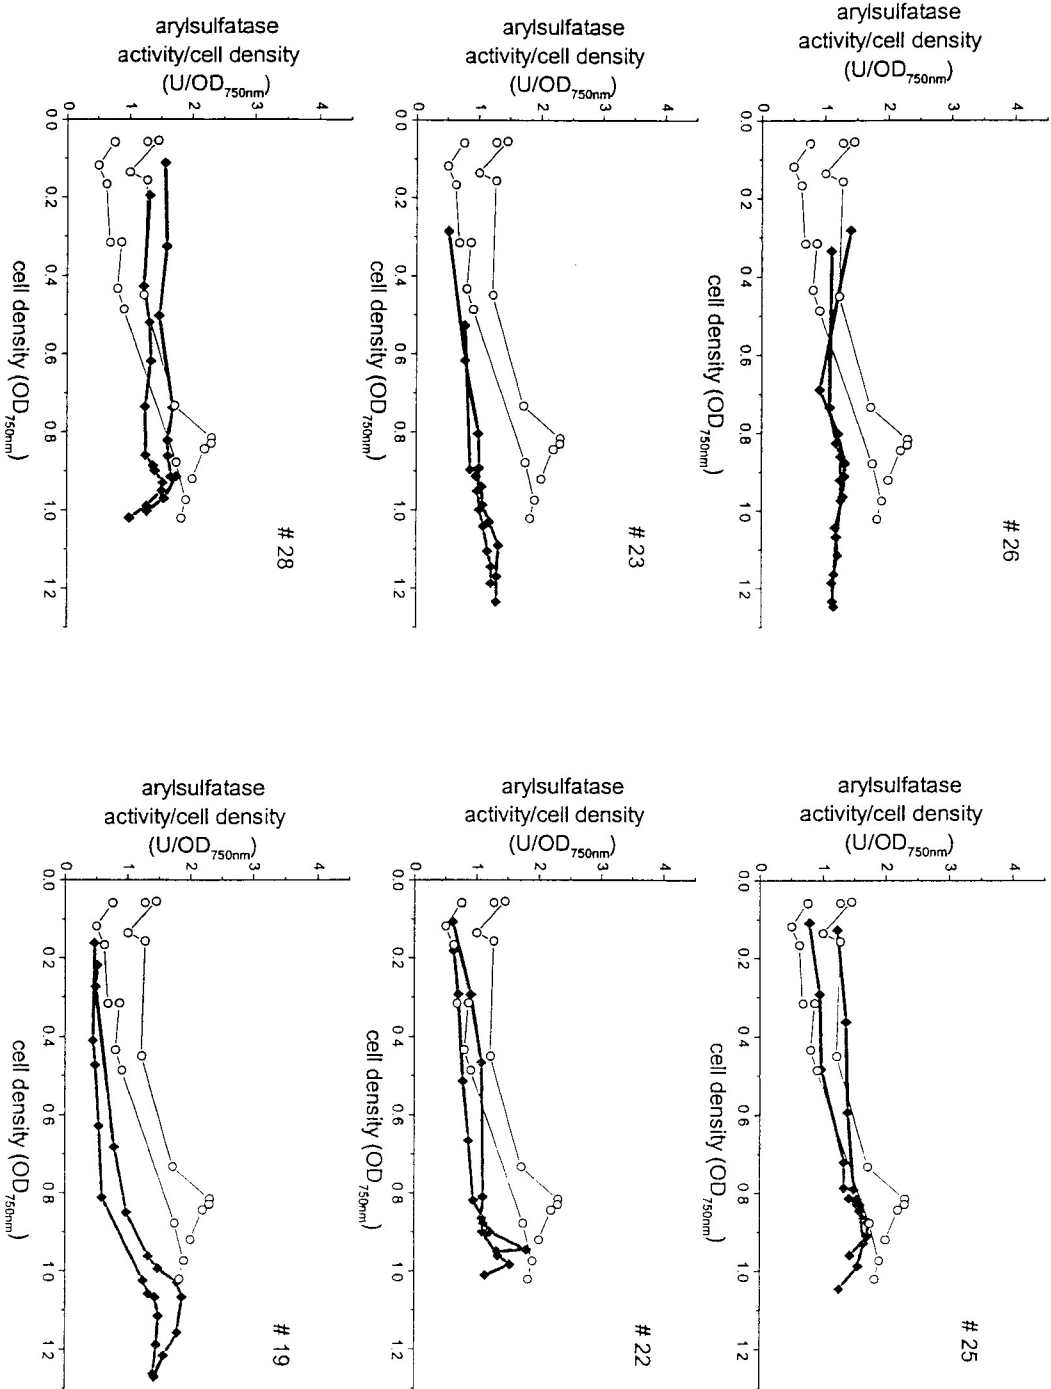 arylsulfatase
activity/cell density
(U/OD750nm)
4
3
2
1
0
0.0 0.2 0.4 0.6 0.8 1.0 1.2
cell density (OD750nm)
# 26
arylsulfatase
activity/cell density
(U/OD750nm)
4
3
2
1
0
0.0 0.2 0.4 0.6 0.8 1.0 1.2
cell density (OD750nm)
# 25
arylsulfatase
activity/cell density
(U/OD750nm)
4
3
2
1
0
0.0 0.2 0.4 0.6 0.8 1.0 1.2
cell density (OD750nm)
# 23
arylsulfatase
activity/cell density
(U/OD750nm)
4
3
2
1
0
0.0 0.2 0.4 0.6 0.8 1.0 1.2
cell density (OD750nm)
# 22
arylsulfatase
activity/cell density
(U/OD750nm)
4
3
2
1
0
0.0 0.2 0.4 0.6 0.8 1.0 1.2
cell density (OD750nm)
# 28
arylsulfatase
activity/cell density
(U/OD750nm)
4
3
2
1
0
0.0 0.2 0.4 0.6 0.8 1.0 1.2
cell density (OD750nm)
# 19